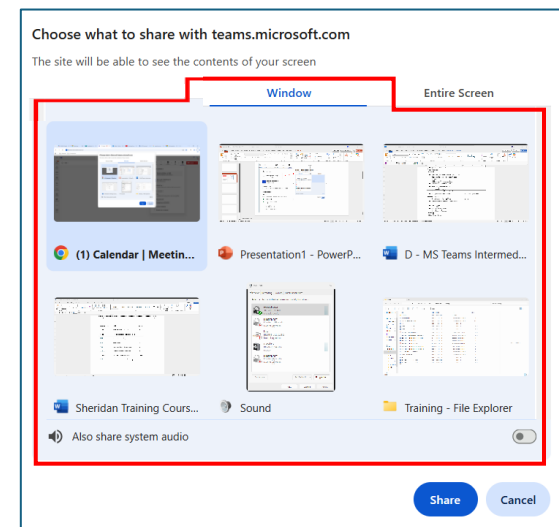 Choose what to share with teams.microsoft.com
The site will be able to see the contents of your screen
Window Entire Screen
(1) Calendar | Meetin... Presentation1 - PowerP... D - MS Teams Intermed...
Sheridan Training Cours... Sound Training - File Explorer
Also share system audio
Share Cancel